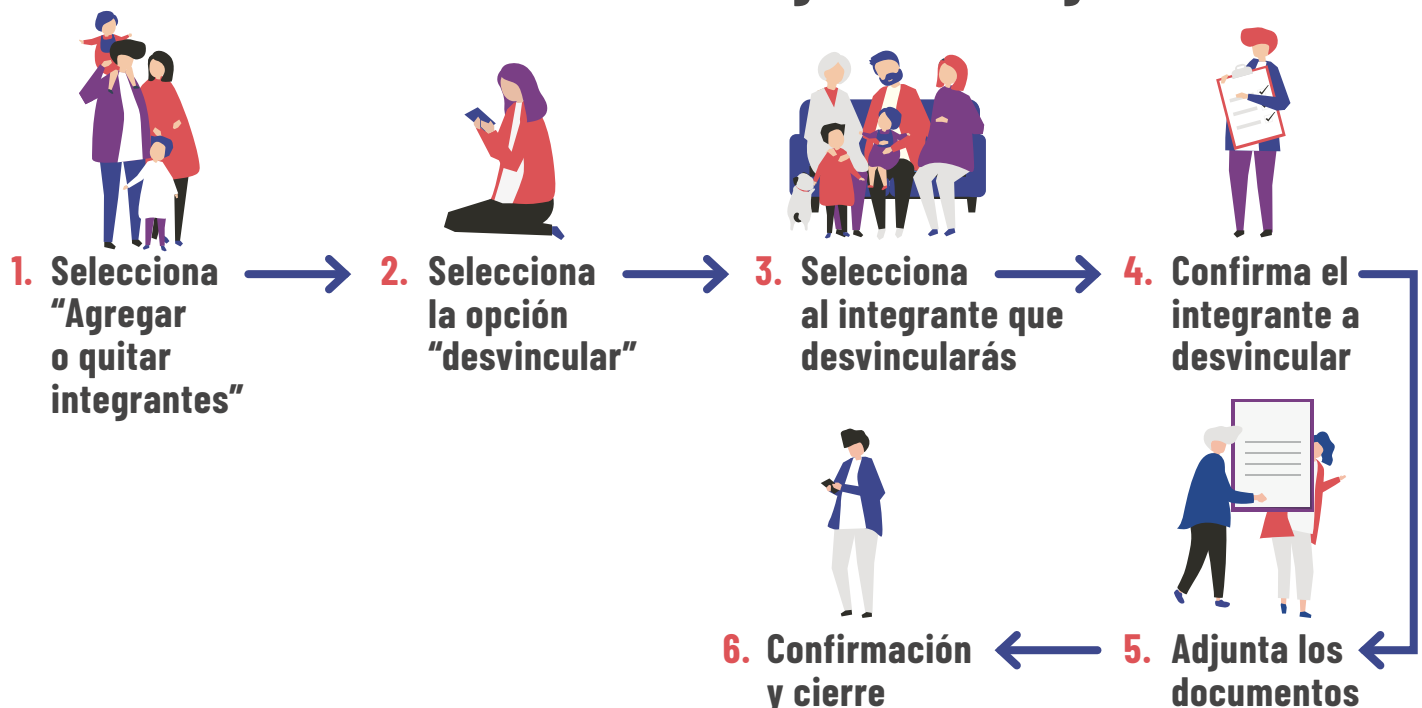 1. Selecciona
“Agregar
o quitar
integrantes”
2. Selecciona
la opción
“desvincular”
3. Selecciona
al integrante que
desvincularás
4. Confirma el
integrante a
desvincular
5. Adjunta los
documentos
6. Confirmación
y cierre